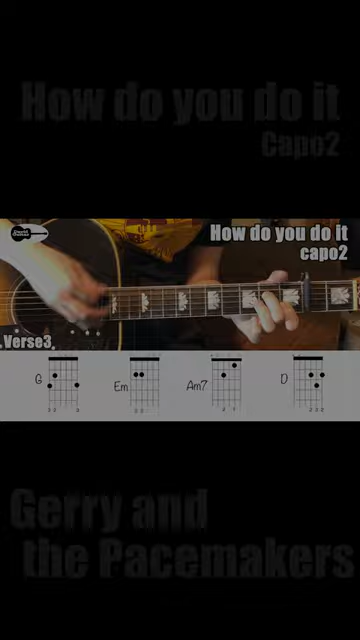 How do you do it
Capo2
How do you do it
capo2
Verse3.
G
Em
Am7
D
Gerry and
the Pacemakers